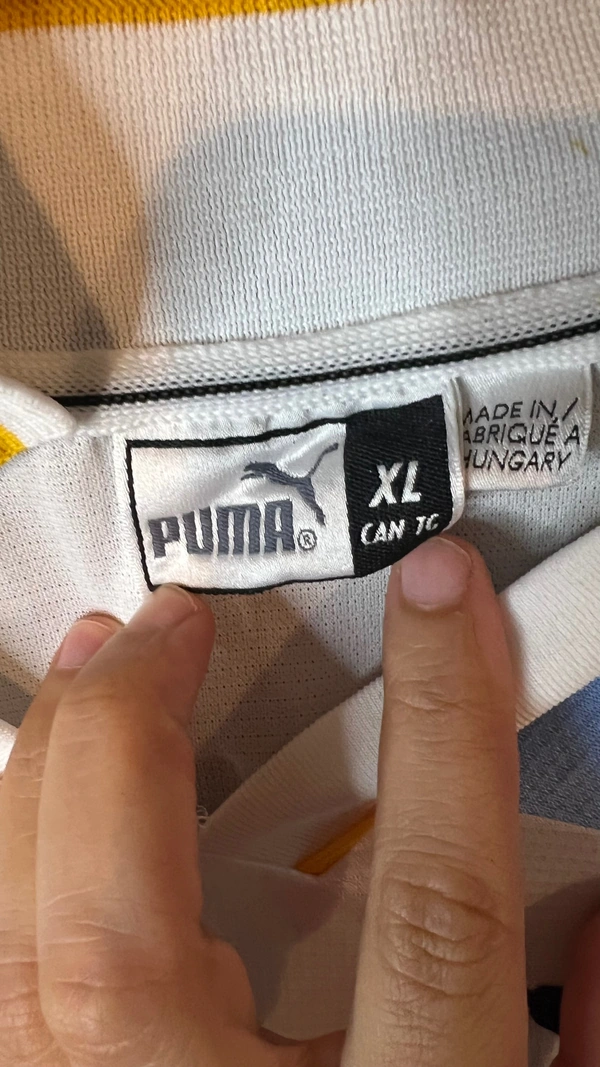 PUMA®
XL
CAN TG
MADE IN /
FABRIQUÉ A
HUNGARY